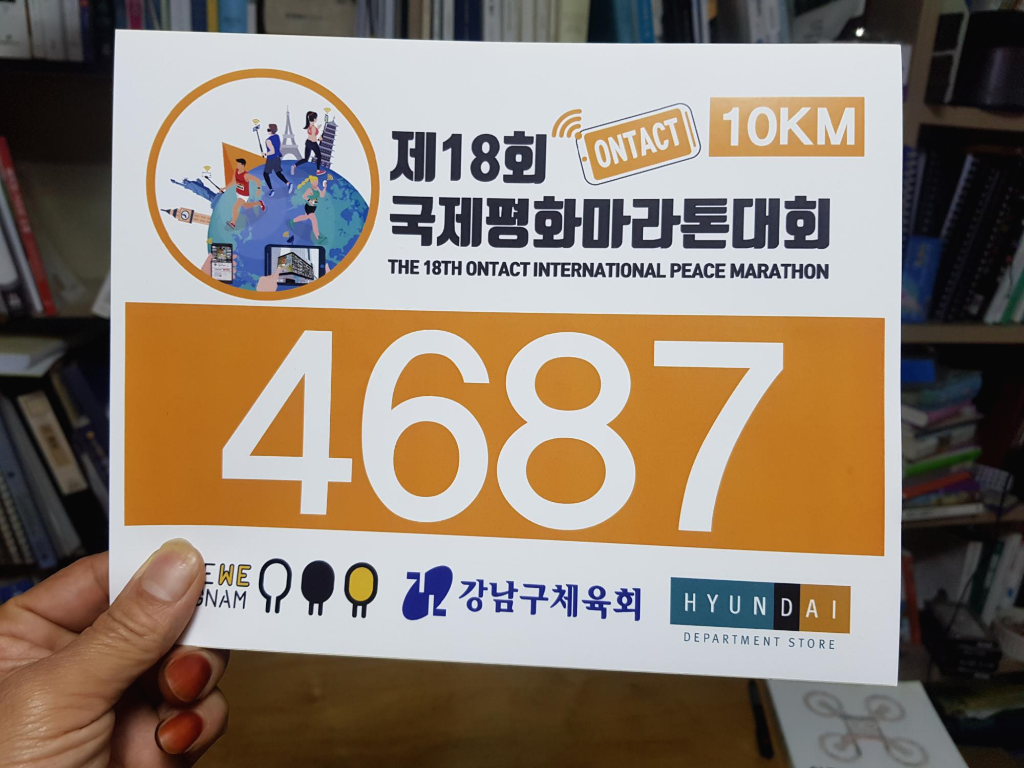 제18회
ONTACT
10KM
국제평화마라톤대회
THE 18TH ONTACT INTERNATIONAL PEACE MARATHON
4687
WE
강남구체육회
HYUNDAI
DEPARTMENT STORE